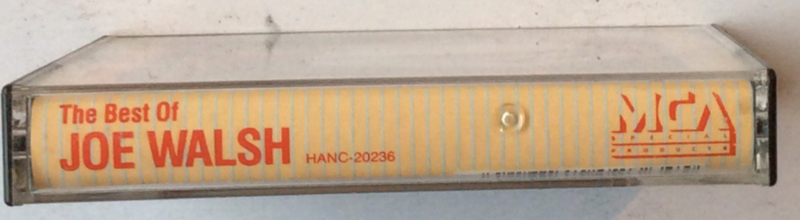 The Best Of
JOE WALSH HANC-20236
MCA
SPECIAL
PRODUCTS